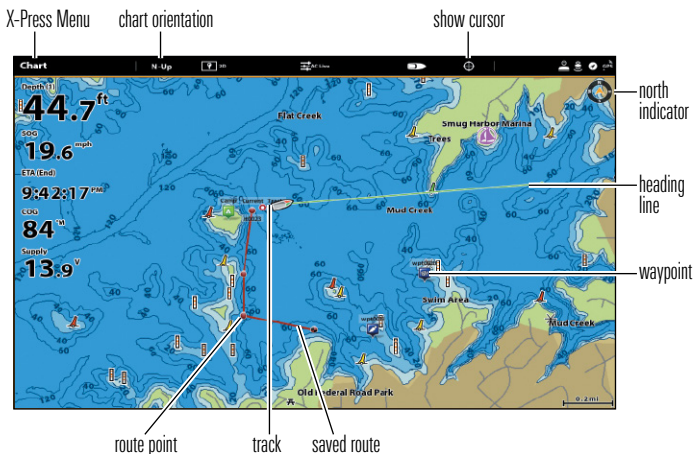 X-Press Menu
chart orientation
show cursor
Chart
N-Up
Depth (1)
44.7ft
SOG
19.6mph
ETA (End)
9:42:17PM
COG
84°M
Supply
13.9V
Flat Creek
Smug Harbor Marina
Trees
Mud Creek
Swim Area
Mud Creek
Old Federal Road Park
0.2mi
north
indicator
heading
line
waypoint
route point
track
saved route